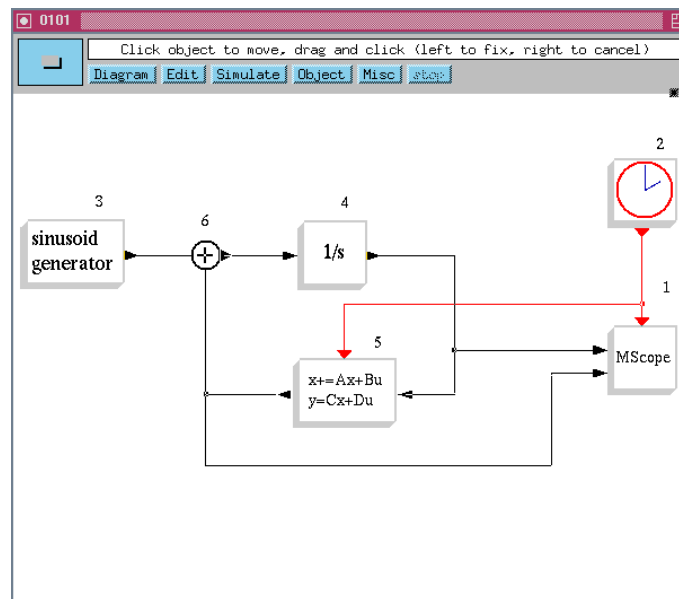 0101
Click object to move, drag and click (left to fix, right to cancel)
Diagram Edit Simulate Object Misc stop
2
3
6
4
sinusoid
generator
1/s
1
5
x+=Ax+Bu
y=Cx+Du
MScope